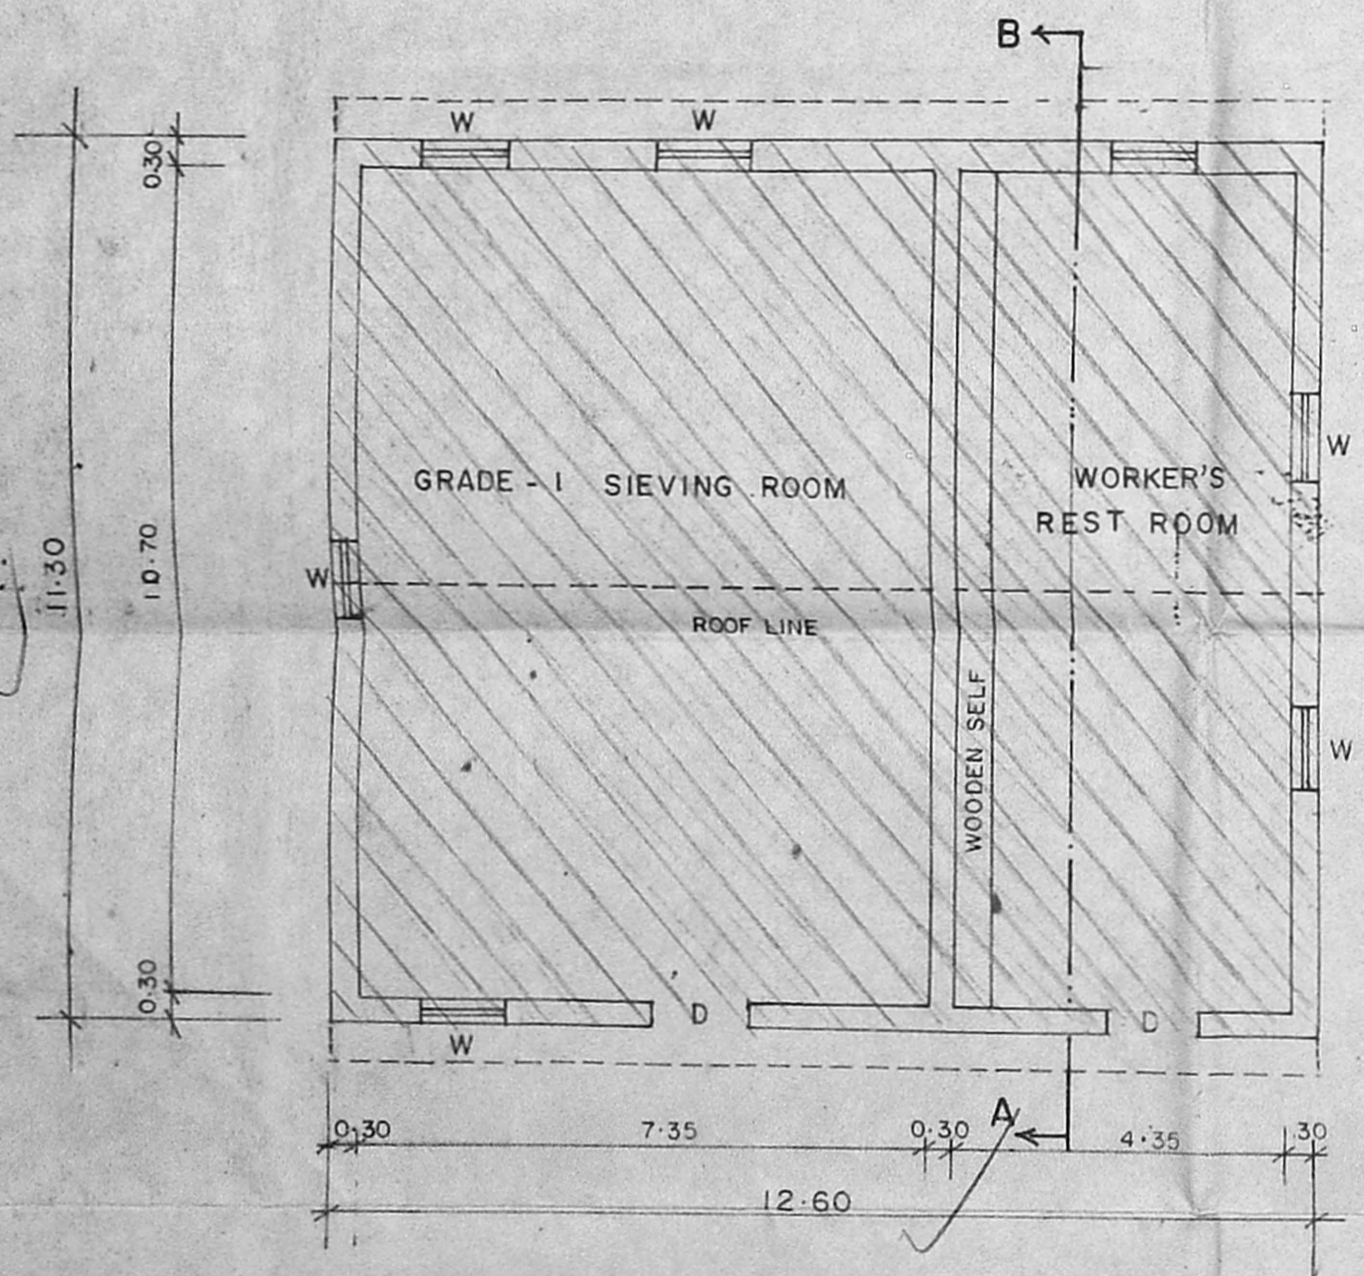 B
W W
0.30
GRADE - 1 SIEVING ROOM
WORKER'S
REST ROOM
W
11.30
10.70
W
ROOF LINE
WOODEN SELF
W
0.30
D
D
W
A
0.30 7.35 0.30 4.35 .30
12.60